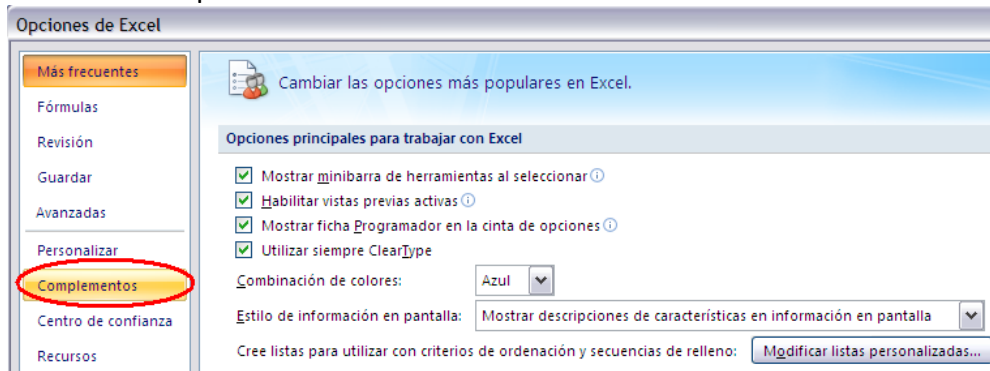 Opciones de Excel
Más frecuentes
Fórmulas
Revisión
Guardar
Avanzadas
Personalizar
Complementos
Centro de confianza
Recursos
Cambiar las opciones más populares en Excel.
Opciones principales para trabajar con Excel
Mostrar minibarra de herramientas al seleccionar
Habilitar vistas previas activas
Mostrar ficha Programador en la cinta de opciones
Utilizar siempre ClearType
Combinación de colores: Azul
Estilo de información en pantalla: Mostrar descripciones de características en información en pantalla
Cree listas para utilizar con criterios de ordenación y secuencias de relleno: Modificar listas personalizadas...